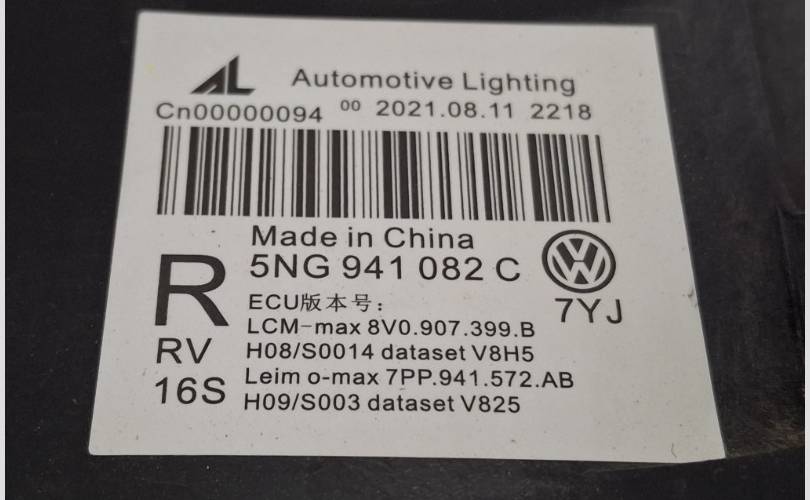 AL Automotive Lighting
Cn00000094 00 2021.08.11 2218
Made in China
R 5NG 941 082 C VW
ECU版本号： 7YJ
LCM-max 8V0.907.399.B
RV H08/S0014 dataset V8H5
16S Leim o-max 7PP.941.572.AB
H09/S003 dataset V825